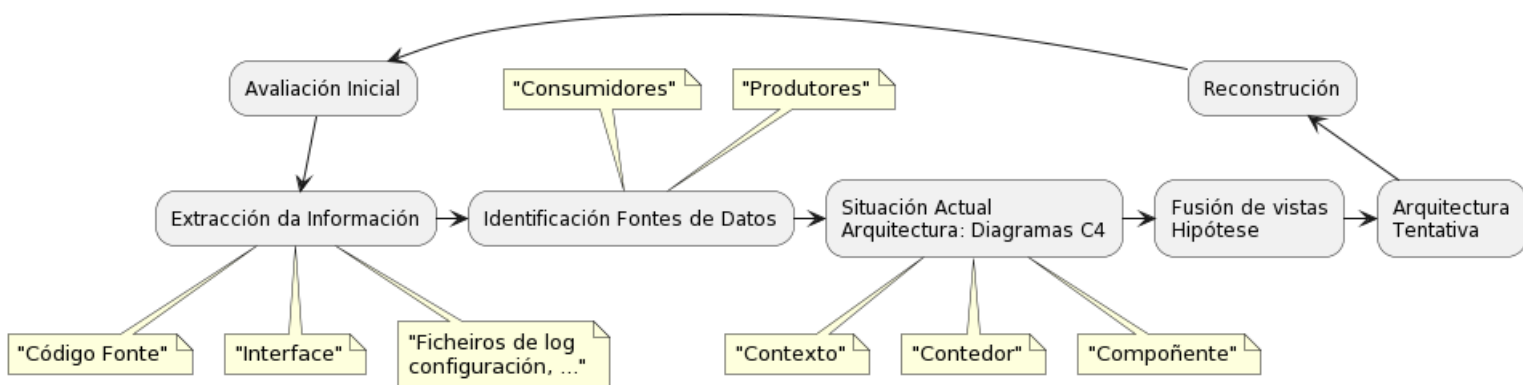 Avaliación Inicial
"Consumidores"
"Produtores"
Reconstrución
Extracción da Información
Identificación Fontes de Datos
Situación Actual
Arquitectura: Diagramas C4
Fusión de vistas
Hipótese
Arquitectura
Tentativa
"Código Fonte"
"Interface"
"Ficheiros de log
configuración, ..."
"Contexto"
"Contedor"
"Compoñente"